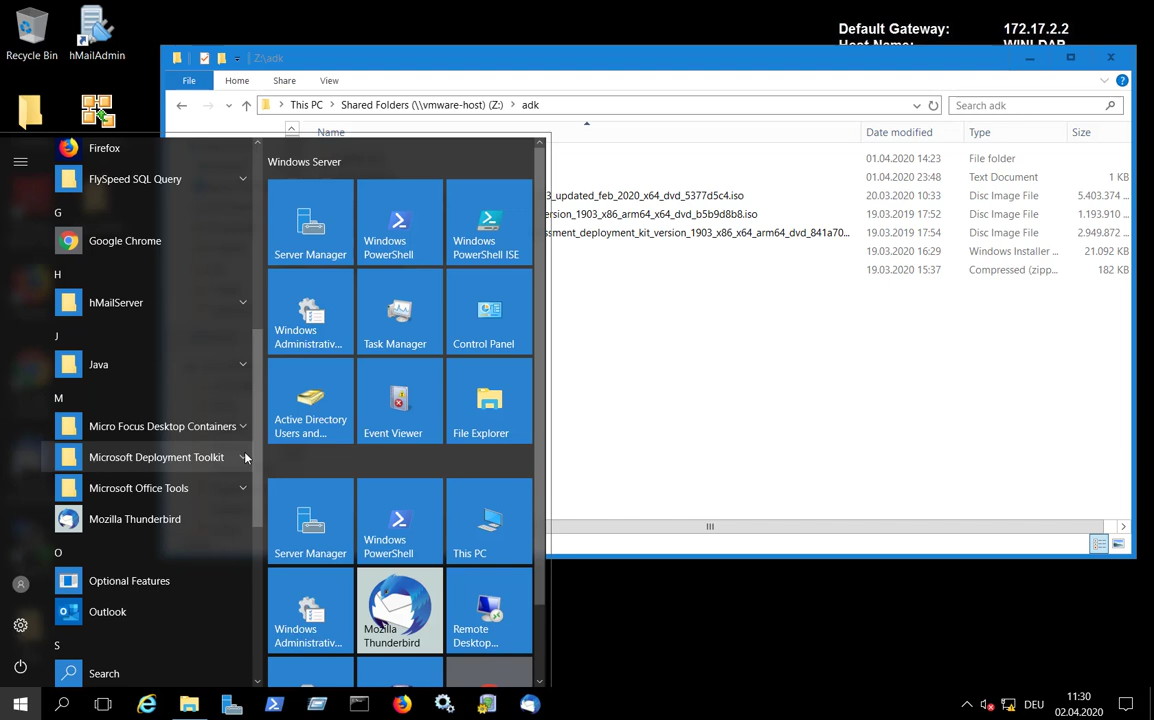 Recycle Bin
hMailAdmin
Default Gateway: 172.17.2.2
Host Name:
Z:\adk
File Home Share View
This PC Shared Folders (\\vmware-host) (Z:) adk
Search adk
Name Date modified Type Size
01.04.2020 14:23 File folder
01.04.2020 23:48 Text Document 1 KB
3_updated_feb_2020_x64_dvd_5377d5c4.iso 20.03.2020 10:33 Disc Image File 5.403.374 ...
ersion_1903_x86_arm64_x64_dvd_b5b9d8b8.iso 19.03.2019 17:52 Disc Image File 1.193.910 ...
ssment_deployment_kit_version_1903_x86_x64_arm64_dvd_841a70... 19.03.2019 17:54 Disc Image File 2.949.872 ...
19.03.2020 16:29 Windows Installer ... 21.092 KB
19.03.2020 15:37 Compressed (zipp... 182 KB
Firefox
FlySpeed SQL Query
G
Google Chrome
H
hMailServer
J
Java
M
Micro Focus Desktop Containers
Microsoft Deployment Toolkit
Microsoft Office Tools
Mozilla Thunderbird
O
Optional Features
Outlook
S
Search
Windows Server
Server Manager
Windows PowerShell
Windows PowerShell ISE
Windows Administrativ...
Task Manager
Control Panel
Active Directory Users and...
Event Viewer
File Explorer
Server Manager
Windows PowerShell
This PC
Windows Administrativ...
Mozilla Thunderbird
Remote Desktop...
DEU
11:30
02.04.2020